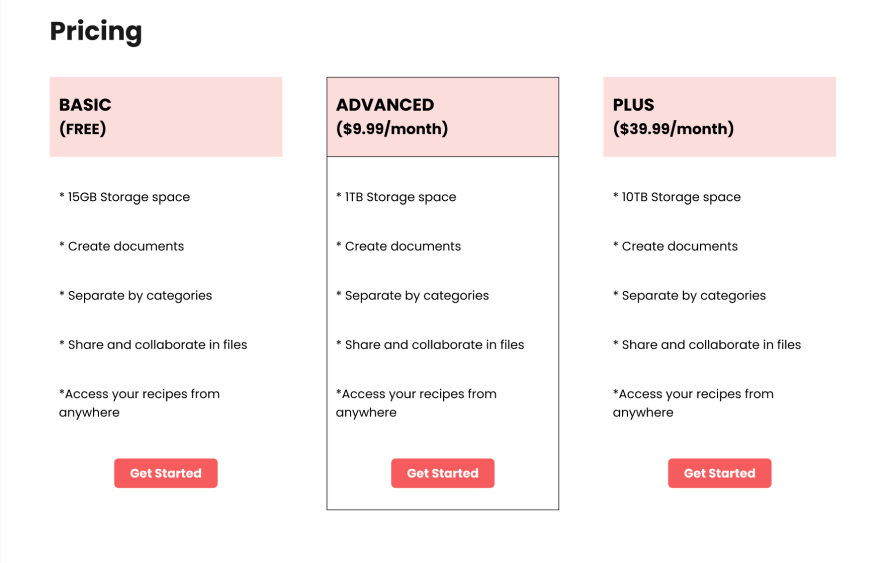 Pricing
BASIC
(FREE)
* 15GB Storage space
* Create documents
* Separate by categories
* Share and collaborate in files
*Access your recipes from
anywhere
Get Started
ADVANCED
($9.99/month)
* 1TB Storage space
* Create documents
* Separate by categories
* Share and collaborate in files
*Access your recipes from
anywhere
Get Started
PLUS
($39.99/month)
* 10TB Storage space
* Create documents
* Separate by categories
* Share and collaborate in files
*Access your recipes from
anywhere
Get Started